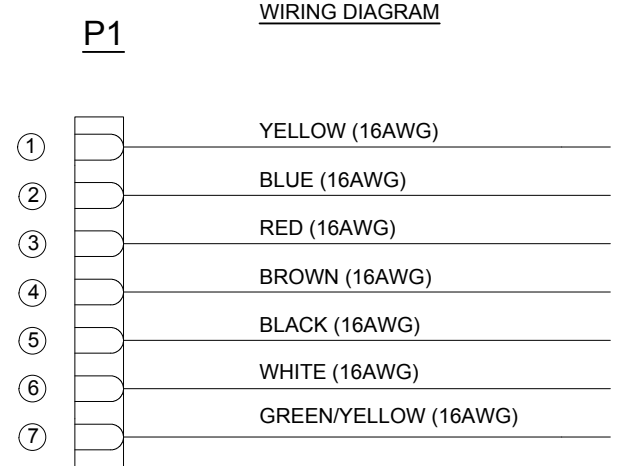 WIRING DIAGRAM
P1
1 YELLOW (16AWG)
2 BLUE (16AWG)
3 RED (16AWG)
4 BROWN (16AWG)
5 BLACK (16AWG)
6 WHITE (16AWG)
7 GREEN/YELLOW (16AWG)